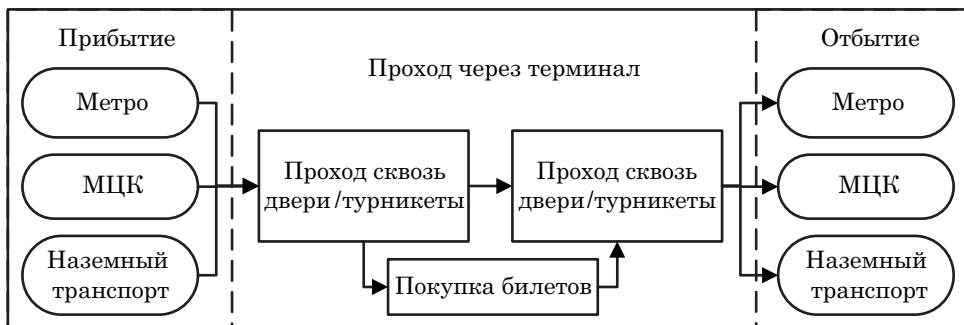 Прибытие
Метро
МЦК
Наземный
транспорт
Проход через терминал
Проход сквозь
двери/турникеты
Проход сквозь
двери/турникеты
Покупка билетов
Отбытие
Метро
МЦК
Наземный
транспорт